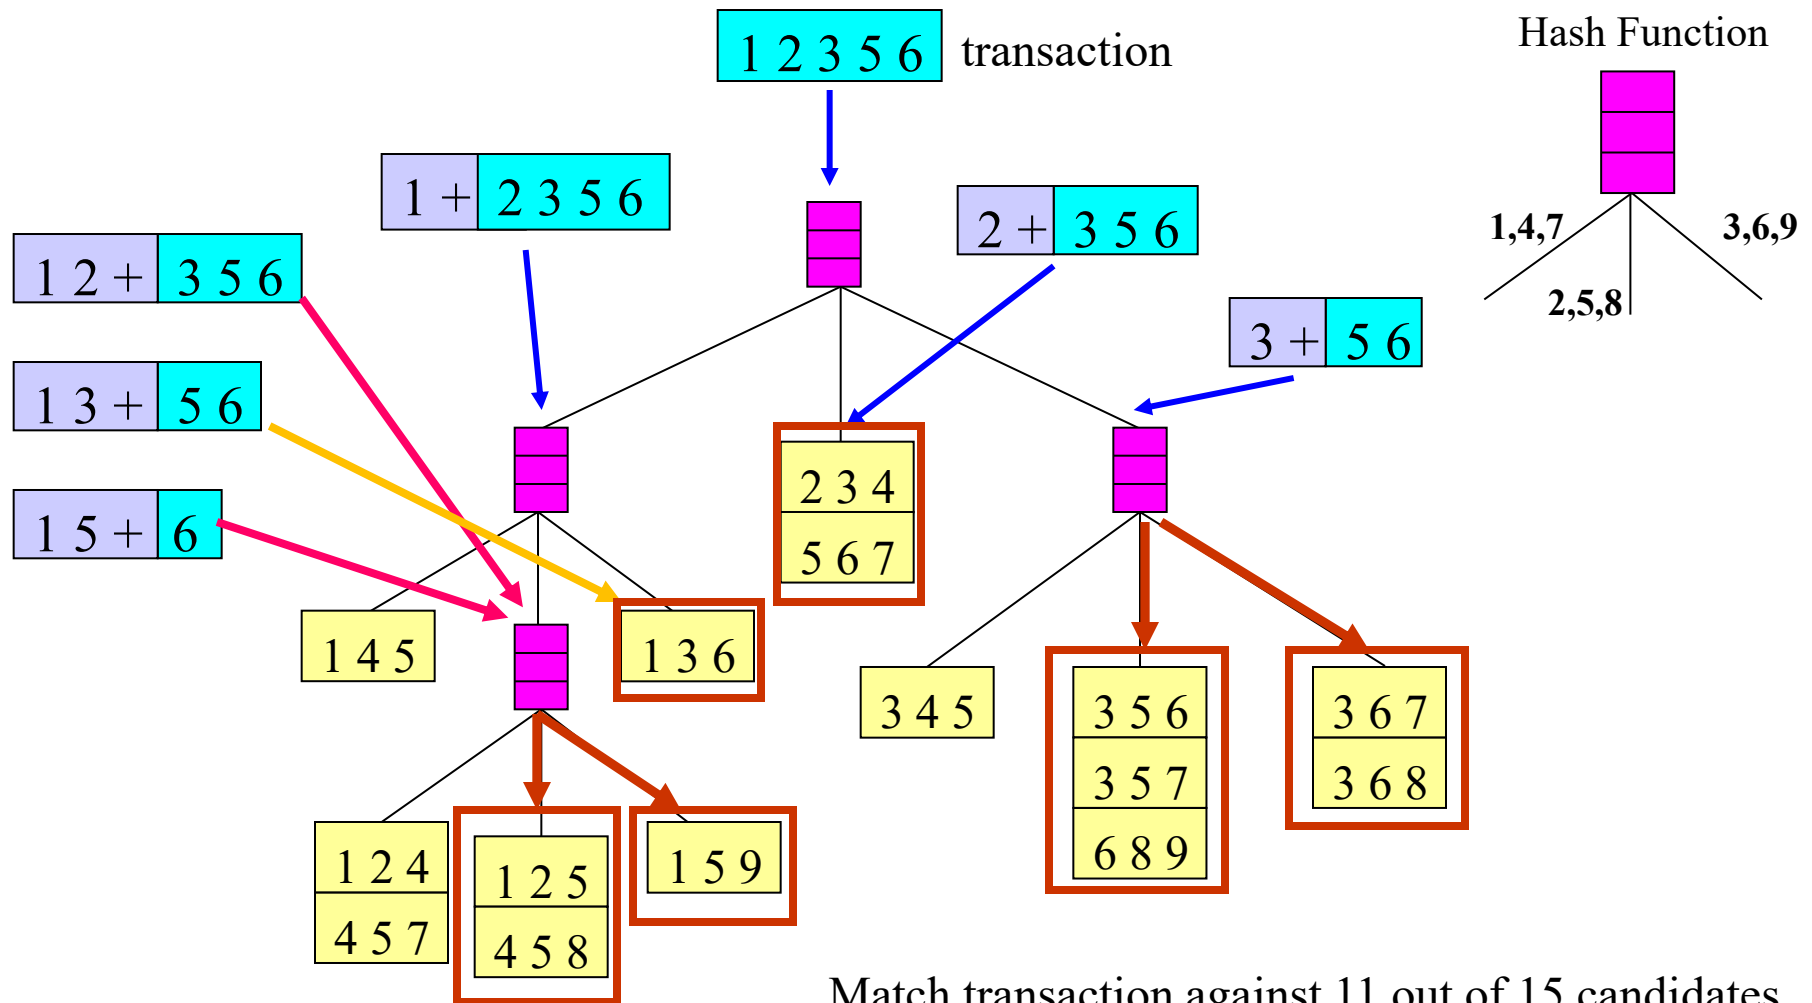 1 2 3 5 6 transaction
Hash Function
1,4,7
3,6,9
2,5,8
1 + 2 3 5 6
2 + 3 5 6
1 2 + 3 5 6
3 + 5 6
1 3 + 5 6
1 5 + 6
2 3 4
5 6 7
1 4 5
1 3 6
3 4 5
3 5 6
3 5 7
6 8 9
3 6 7
3 6 8
1 2 4
4 5 7
1 2 5
4 5 8
1 5 9
Match transaction against 11 out of 15 candidates